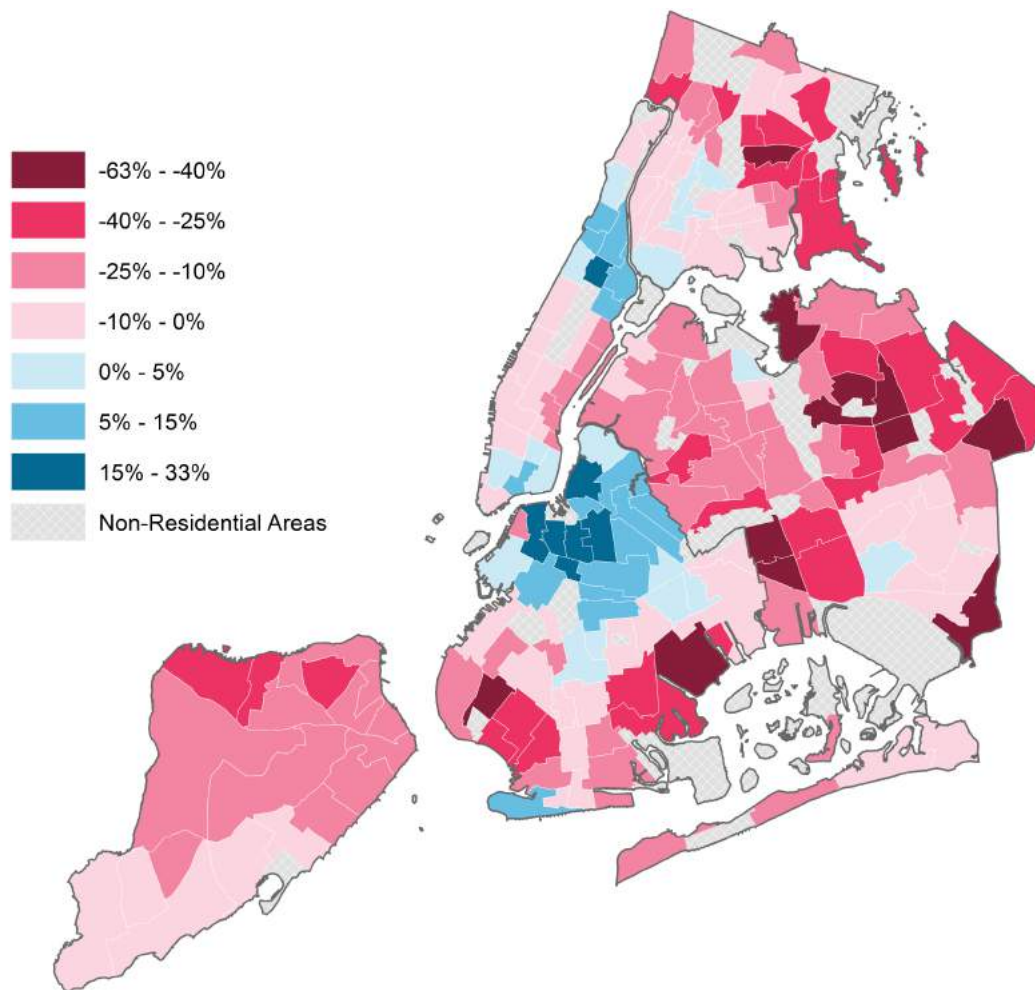 -63% - -40%
-40% - -25%
-25% - -10%
-10% - 0%
0% - 5%
5% - 15%
15% - 33%
Non-Residential Areas